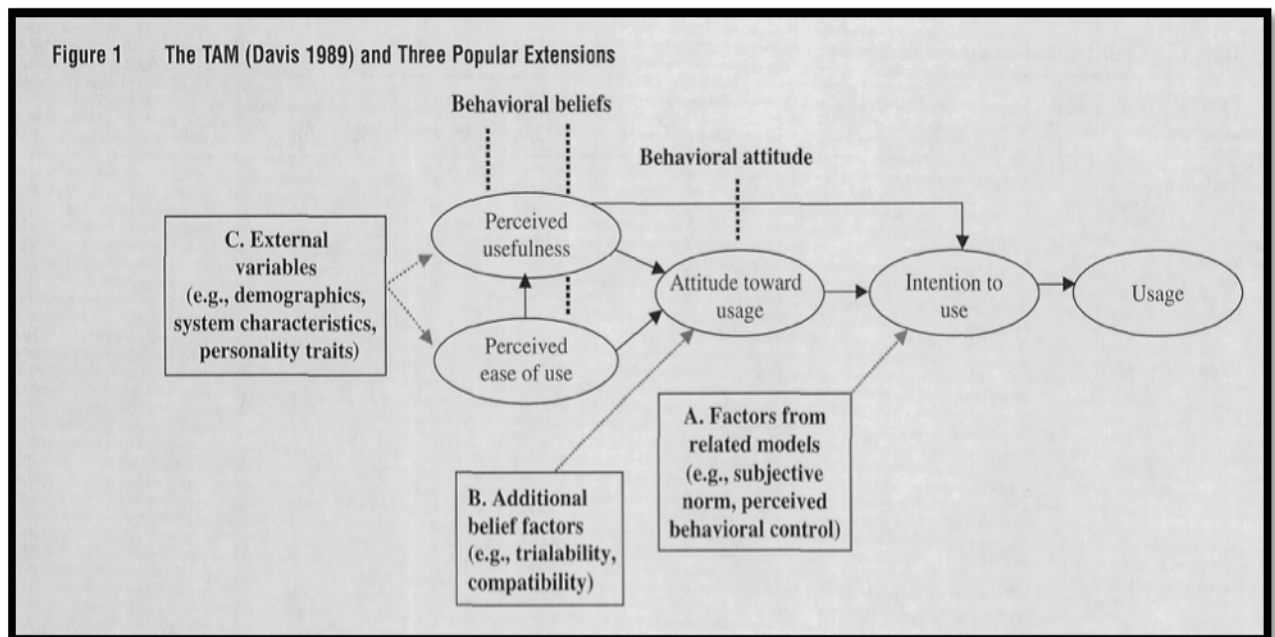 Figure 1 The TAM (Davis 1989) and Three Popular Extensions
Behavioral beliefs
Behavioral attitude
Perceived
usefulness
C. External
variables
(e.g., demographics,
system characteristics,
personality traits)
Attitude toward
usage
Intention to
use
Usage
Perceived
ease of use
A. Factors from
related models
(e.g., subjective
norm, perceived
behavioral control)
B. Additional
belief factors
(e.g., trialability,
compatibility)